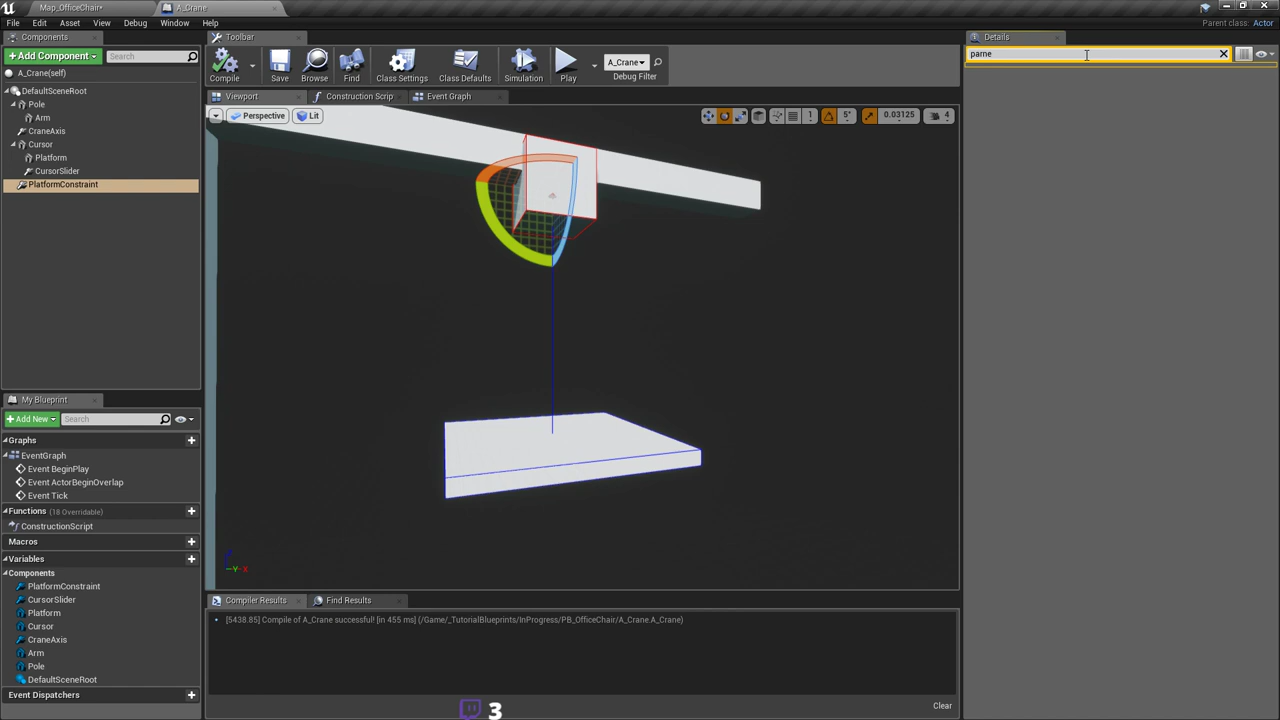 Map_OfficeChair*
A_Crane
File Edit Asset View Debug Window Help
Parent class: Actor
Components
+Add Component
Search
A_Crane(self)
DefaultSceneRoot
Pole
Arm
CraneAxis
Cursor
Platform
CursorSlider
PlatformConstraint
Toolbar
Compile
Save
Browse
Find
Class Settings
Class Defaults
Simulation
Play
A_Crane
Debug Filter
Viewport
Construction Scrip
Event Graph
Perspective
Lit
1
5°
0.03125
4
Details
parne
My Blueprint
+Add New
Search
Graphs
EventGraph
Event BeginPlay
Event ActorBeginOverlap
Event Tick
Functions (18 Overridable)
ConstructionScript
Macros
Variables
Components
PlatformConstraint
CursorSlider
Platform
Cursor
CraneAxis
Arm
Pole
DefaultSceneRoot
Event Dispatchers
Z
Y X
Compiler Results
Find Results
[5438.85] Compile of A_Crane successful! [in 455 ms] (/Game/_TutorialBlueprints/InProgress/PB_OfficeChair/A_Crane.A_Crane)
Clear
3